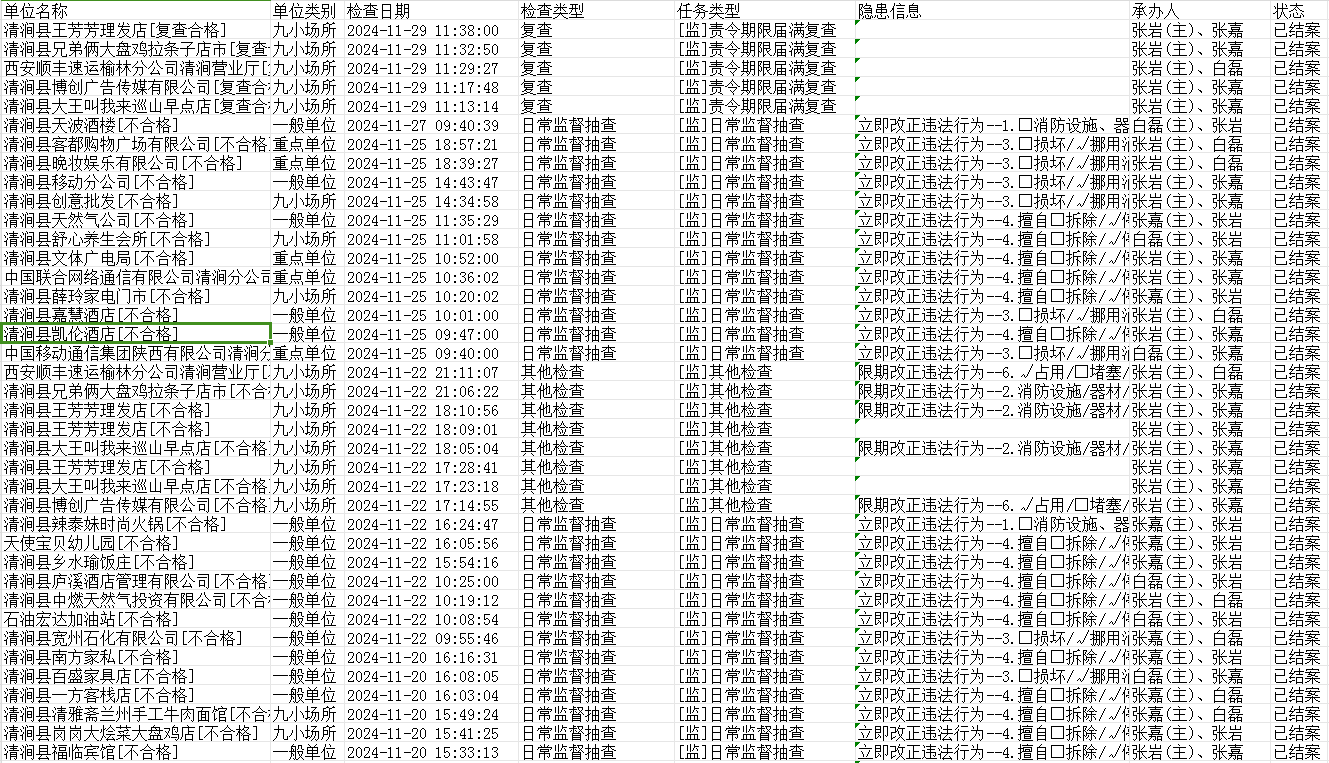 单位名称 单位类别 检查日期 检查类型 任务类型 隐患信息 承办人 状态
清涧县王芳芳理发店[复查合格] 九小场所 2024-11-29 11:38:00 复查 [监]责令期限届满复查 张岩(主)、张嘉 已结案
清涧县兄弟俩大盘鸡拉条子店市[复查 九小场所 2024-11-29 11:32:50 复查 [监]责令期限届满复查 张岩(主)、张嘉 已结案
西安顺丰速运榆林分公司清涧营业厅[ 九小场所 2024-11-29 11:29:27 复查 [监]责令期限届满复查 张岩(主)、白磊 已结案
清涧县博创广告传媒有限公司[复查合 九小场所 2024-11-29 11:17:48 复查 [监]责令期限届满复查 张岩(主)、张嘉 已结案
清涧县大王叫我来巡山早点店[复查合 九小场所 2024-11-29 11:13:14 复查 [监]责令期限届满复查 张岩(主)、张嘉 已结案
清涧县天波酒楼[不合格] 一般单位 2024-11-27 09:40:39 日常监督抽查 [监]日常监督抽查 立即改正违法行为--1.□消防设施、器 白磊(主)、张岩 已结案
清涧县客都购物广场有限公司[不合格 重点单位 2024-11-25 18:57:21 日常监督抽查 [监]日常监督抽查 立即改正违法行为--3.□损坏/√挪用 张岩(主)、白磊 已结案
清涧县晚妆娱乐有限公司[不合格] 重点单位 2024-11-25 18:39:27 日常监督抽查 [监]日常监督抽查 立即改正违法行为--3.□损坏/√挪用 张岩(主)、白磊 已结案
清涧县移动分公司[不合格] 一般单位 2024-11-25 14:43:47 日常监督抽查 [监]日常监督抽查 立即改正违法行为--3.□损坏/√挪用 张岩(主)、张嘉 已结案
清涧县创意批发[不合格] 九小场所 2024-11-25 14:34:58 日常监督抽查 [监]日常监督抽查 立即改正违法行为--3.□损坏/√挪用 张岩(主)、张嘉 已结案
清涧县天然气公司[不合格] 一般单位 2024-11-25 11:35:29 日常监督抽查 [监]日常监督抽查 立即改正违法行为--4.擅自□拆除/√ 张嘉(主)、张岩 已结案
清涧县舒心养生会所[不合格] 九小场所 2024-11-25 11:01:58 日常监督抽查 [监]日常监督抽查 立即改正违法行为--4.擅自□拆除/√ 白磊(主)、张岩 已结案
清涧县文体广电局[不合格] 重点单位 2024-11-25 10:52:00 日常监督抽查 [监]日常监督抽查 立即改正违法行为--4.擅自□拆除/√ 张岩(主)、白磊 已结案
中国联合网络通信有限公司清涧分公司 重点单位 2024-11-25 10:36:02 日常监督抽查 [监]日常监督抽查 立即改正违法行为--4.擅自□拆除/√ 张岩(主)、白磊 已结案
清涧县薛玲家电门市[不合格] 九小场所 2024-11-25 10:20:02 日常监督抽查 [监]日常监督抽查 立即改正违法行为--4.擅自□拆除/√ 张嘉(主)、张岩 已结案
清涧县嘉慧酒店[不合格] 一般单位 2024-11-25 10:01:00 日常监督抽查 [监]日常监督抽查 立即改正违法行为--3.□损坏/√挪用 张嘉(主)、白磊 已结案
清涧县凯伦酒店[不合格] 一般单位 2024-11-25 09:47:00 日常监督抽查 [监]日常监督抽查 立即改正违法行为--4.擅自□拆除/√ 张嘉(主)、张岩 已结案
中国移动通信集团陕西有限公司清涧 重点单位 2024-11-25 09:40:00 日常监督抽查 [监]日常监督抽查 立即改正违法行为--3.□损坏/√挪用 白磊(主)、张嘉 已结案
西安顺丰速运榆林分公司清涧营业厅[ 九小场所 2024-11-22 21:11:07 其他检查 [监]其他检查 限期改正违法行为--6.√占用/□堵塞/ 张岩(主)、白磊 已结案
清涧县兄弟俩大盘鸡拉条子店市[不合 九小场所 2024-11-22 21:06:22 其他检查 [监]其他检查 限期改正违法行为--2.消防设施/器材/ 张岩(主)、张嘉 已结案
清涧县王芳芳理发店[不合格] 九小场所 2024-11-22 18:10:56 其他检查 [监]其他检查 限期改正违法行为--2.消防设施/器材/ 张岩(主)、张嘉 已结案
清涧县王芳芳理发店[不合格] 九小场所 2024-11-22 18:09:01 其他检查 [监]其他检查 张岩(主)、张嘉 已结案
清涧县大王叫我来巡山早点店[不合格 九小场所 2024-11-22 18:05:04 其他检查 [监]其他检查 限期改正违法行为--2.消防设施/器材/ 张岩(主)、张嘉 已结案
清涧县王芳芳理发店[不合格] 九小场所 2024-11-22 17:28:41 其他检查 [监]其他检查 张岩(主)、张嘉 已结案
清涧县大王叫我来巡山早点店[不合格 九小场所 2024-11-22 17:23:18 其他检查 [监]其他检查 张岩(主)、张嘉 已结案
清涧县博创广告传媒有限公司[不合格 九小场所 2024-11-22 17:14:55 其他检查 [监]其他检查 限期改正违法行为--6.√占用/□堵塞/ 张岩(主)、张嘉 已结案
清涧县辣泰妹时尚火锅[不合格] 一般单位 2024-11-22 16:24:47 日常监督抽查 [监]日常监督抽查 立即改正违法行为--1.□消防设施、器 张嘉(主)、张岩 已结案
天使宝贝幼儿园[不合格] 一般单位 2024-11-22 16:05:56 日常监督抽查 [监]日常监督抽查 立即改正违法行为--4.擅自□拆除/√ 张嘉(主)、张岩 已结案
清涧县乡水瑜饭庄[不合格] 一般单位 2024-11-22 15:54:16 日常监督抽查 [监]日常监督抽查 立即改正违法行为--4.擅自□拆除/√ 张嘉(主)、张岩 已结案
清涧县庐溪酒店管理有限公司[不合格 一般单位 2024-11-22 10:25:00 日常监督抽查 [监]日常监督抽查 立即改正违法行为--4.擅自□拆除/√ 白磊(主)、张岩 已结案
清涧县中燃天然气投资有限公司[不合 一般单位 2024-11-22 10:19:12 日常监督抽查 [监]日常监督抽查 立即改正违法行为--4.擅自□拆除/√ 张岩(主)、白磊 已结案
石油宏达加油站[不合格] 一般单位 2024-11-22 10:08:54 日常监督抽查 [监]日常监督抽查 立即改正违法行为--4.擅自□拆除/√ 张岩(主)、白磊 已结案
清涧县宽州石化有限公司[不合格] 一般单位 2024-11-22 09:55:46 日常监督抽查 [监]日常监督抽查 立即改正违法行为--3.□损坏/√挪用 张岩(主)、白磊 已结案
清涧县南方家私[不合格] 一般单位 2024-11-20 16:16:31 日常监督抽查 [监]日常监督抽查 立即改正违法行为--4.擅自□拆除/√ 张嘉(主)、张岩 已结案
清涧县百盛家具店[不合格] 一般单位 2024-11-20 16:08:05 日常监督抽查 [监]日常监督抽查 立即改正违法行为--3.□损坏/√挪用 白磊(主)、张嘉 已结案
清涧县一方客栈店[不合格] 一般单位 2024-11-20 16:03:04 日常监督抽查 [监]日常监督抽查 立即改正违法行为--4.擅自□拆除/√ 张嘉(主)、白磊 已结案
清涧县清雅斋兰州手工牛肉面馆[不合 九小场所 2024-11-20 15:49:24 日常监督抽查 [监]日常监督抽查 立即改正违法行为--4.擅自□拆除/√ 张嘉(主)、白磊 已结案
清涧县岗岗大烩菜大盘鸡店[不合格] 九小场所 2024-11-20 15:41:25 日常监督抽查 [监]日常监督抽查 立即改正违法行为--4.擅自□拆除/√ 张岩(主)、张嘉 已结案
清涧县福临宾馆[不合格] 一般单位 2024-11-20 15:33:13 日常监督抽查 [监]日常监督抽查 立即改正违法行为--4.擅自□拆除/√ 张岩(主)、张嘉 已结案